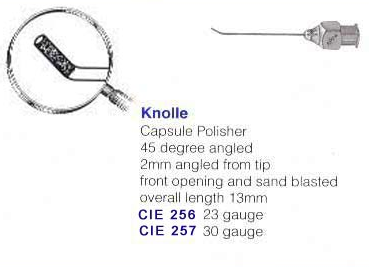 Knolle
Capsule Polisher
45 degree angled
2mm angled from tip
front opening and sand blasted
overall length 13mm
CIE 256 23 gauge
CIE 257 30 gauge